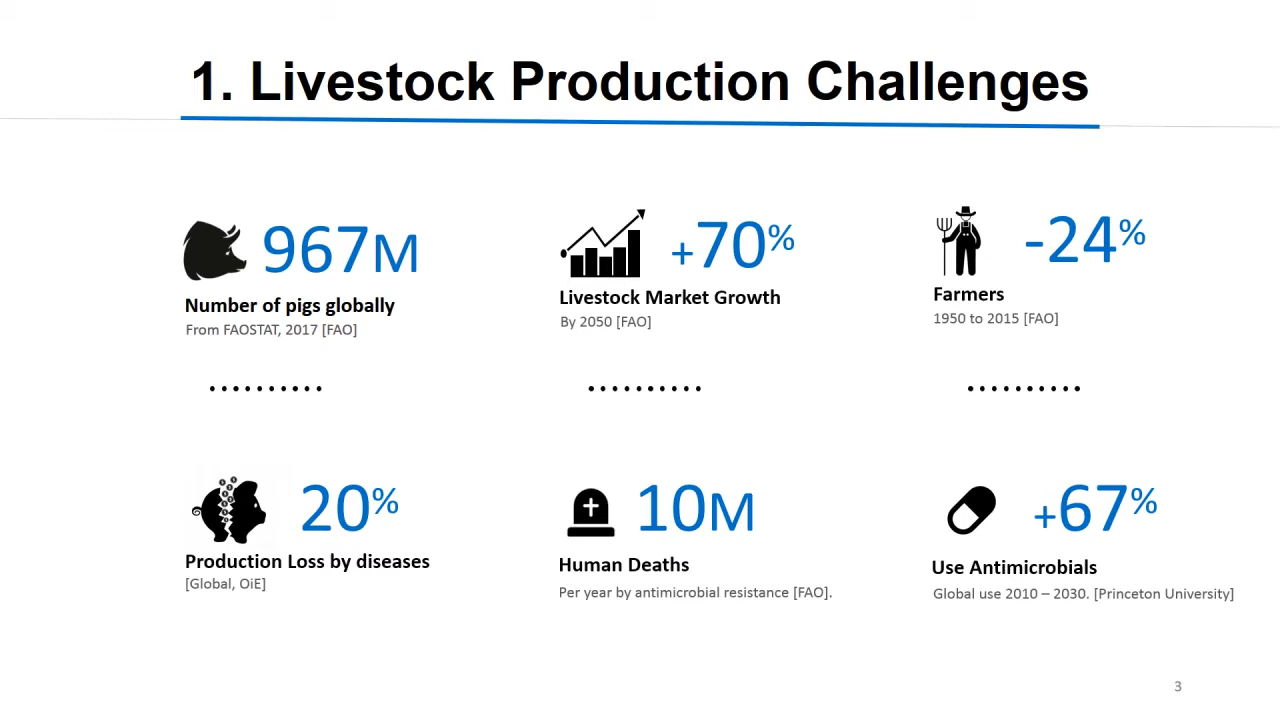 1. Livestock Production Challenges
967M
Number of pigs globally
From FAOSTAT, 2017 [FAO]
+70%
Livestock Market Growth
By 2050 [FAO]
-24%
Farmers
1950 to 2015 [FAO]
20%
Production Loss by diseases
[Global, OiE]
10M
Human Deaths
Per year by antimicrobial resistance [FAO].
+67%
Use Antimicrobials
Global use 2010 – 2030. [Princeton University]
3